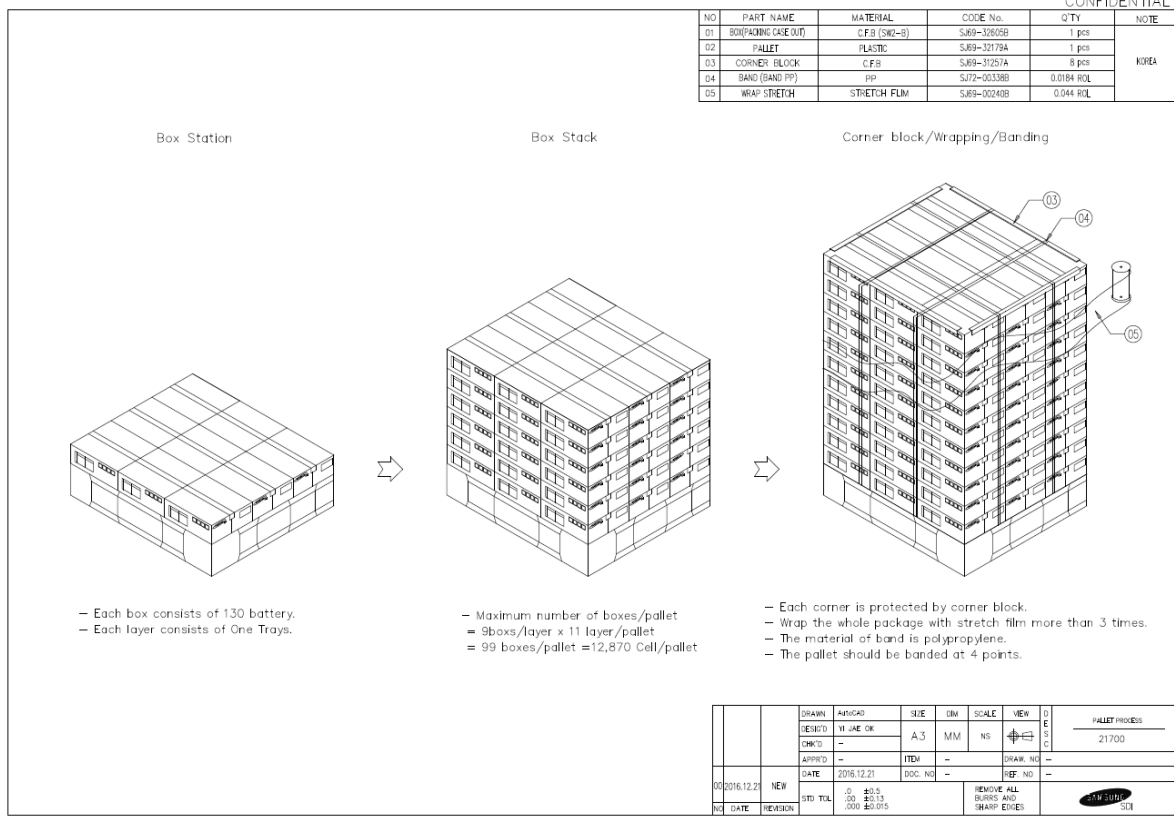 CONFIDENTIAL
NO PART NAME MATERIAL CODE No. Q'TY NOTE
01 BOX(PACKING CASE OUT) C.F.B (SW2-B) SJ69-32605B 1 pcs
02 PALLET PLASTIC SJ69-32179A 1 pcs
03 CORNER BLOCK C.F.B SJ69-31257A 8 pcs KOREA
04 BAND (BAND PP) PP SJ72-00338B 0.0184 ROL
05 WRAP STRETCH STRETCH FLIM SJ69-00240B 0.044 ROL
Box Station
Box Stack
Corner block/Wrapping/Banding
03
04
05
- Each box consists of 130 battery.
- Each layer consists of One Trays.
- Maximum number of boxes/pallet
= 9boxs/layer x 11 layer/pallet
= 99 boxes/pallet =12,870 Cell/pallet
- Each corner is protected by corner block.
- Wrap the whole package with stretch film more than 3 times.
- The material of band is polypropylene.
- The pallet should be banded at 4 points.
DRAWN AutoCAD SIZE DIM SCALE VIEW DESC PALLET PROCESS
DESIG'D YI JAE OK A3 MM NS 21700
CHK'D -
APPR'D - ITEM - DRAW. NO -
DATE 2016.12.21 DOC. NO - REF. NO -
00 2016.12.21 NEW
STD TOL .0 ±0.5
.00 ±0.13
.000 ±0.015
REMOVE ALL
BURRS AND
SHARP EDGES
SAMSUNG SDI
NO DATE REVISION